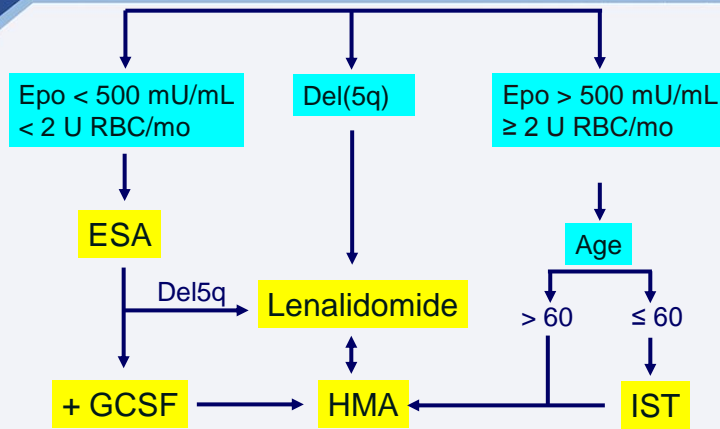 Epo < 500 mU/mL
< 2 U RBC/mo
Del(5q)
Epo > 500 mU/mL
≥ 2 U RBC/mo
ESA
Age
Del5q
Lenalidomide
> 60
≤ 60
+ GCSF
HMA
IST